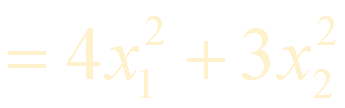 = 4x₁² + 3x₂²